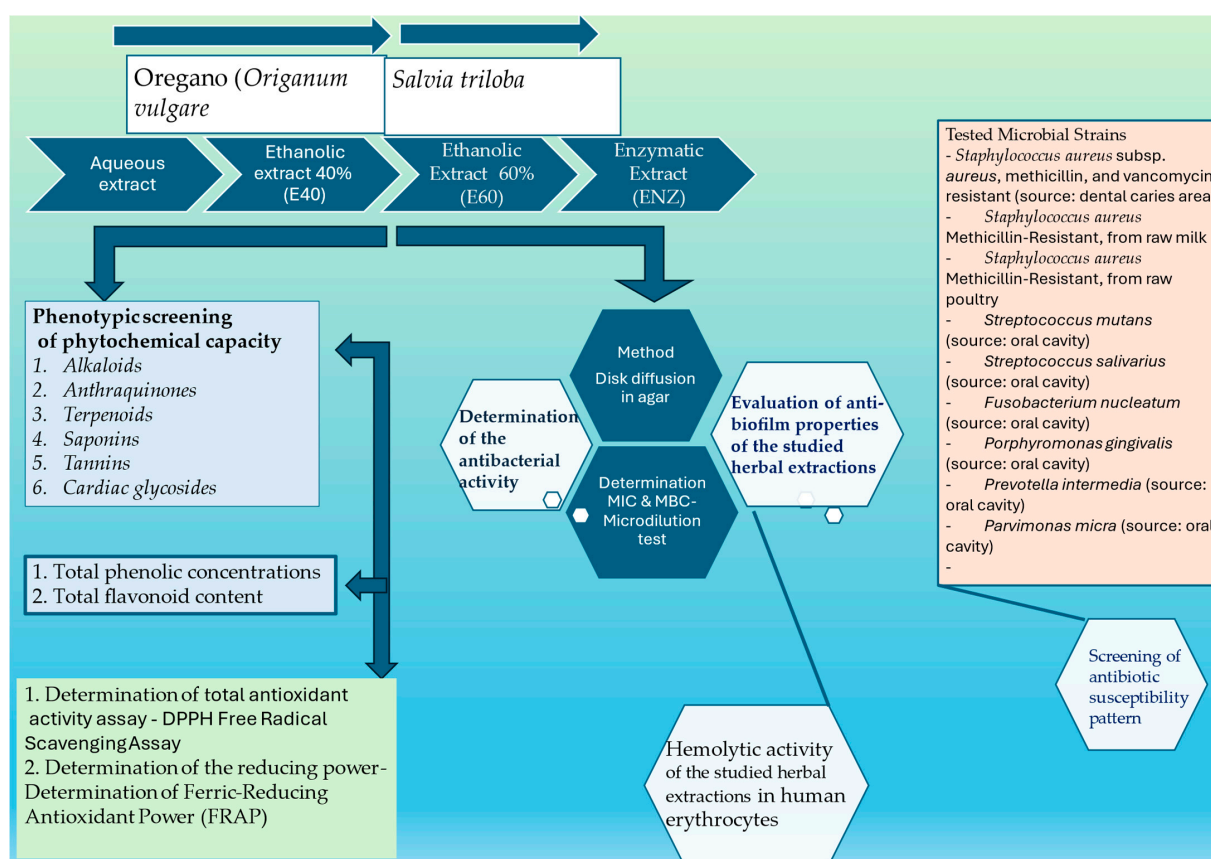 Oregano (Origanum
vulgare
Salvia triloba
Aqueous
extract
Ethanolic
extract 40%
(E40)
Ethanolic
Extract 60%
(E60)
Enzymatic
Extract
(ENZ)
Phenotypic screening
of phytochemical capacity
1. Alkaloids
2. Anthraquinones
3. Terpenoids
4. Saponins
5. Tannins
6. Cardiac glycosides
1. Total phenolic concentrations
2. Total flavonoid content
1. Determination of total antioxidant
activity assay - DPPH Free Radical
Scavenging Assay
2. Determination of the reducing power-
Determination of Ferric-Reducing
Antioxidant Power (FRAP)
Method
Disk diffusion
in agar
Determination
of the
antibacterial
activity
Determination
MIC & MBC-
Microdilution
test
Evaluation of anti-
biofilm properties
of the studied
herbal extractions
Hemolytic activity
of the studied herbal
extractions in human
erythrocytes
Tested Microbial Strains
- Staphylococcus aureus subsp.
aureus, methicillin, and vancomycin
resistant (source: dental caries area
- Staphylococcus aureus
Methicillin-Resistant, from raw milk
- Staphylococcus aureus
Methicillin-Resistant, from raw
poultry
- Streptococcus mutans
(source: oral cavity)
- Streptococcus salivarius
(source: oral cavity)
- Fusobacterium nucleatum
(source: oral cavity)
- Porphyromonas gingivalis
(source: oral cavity)
- Prevotella intermedia (source:
oral cavity)
- Parvimonas micra (source: oral
cavity)
-
Screening of
antibiotic
susceptibility
pattern